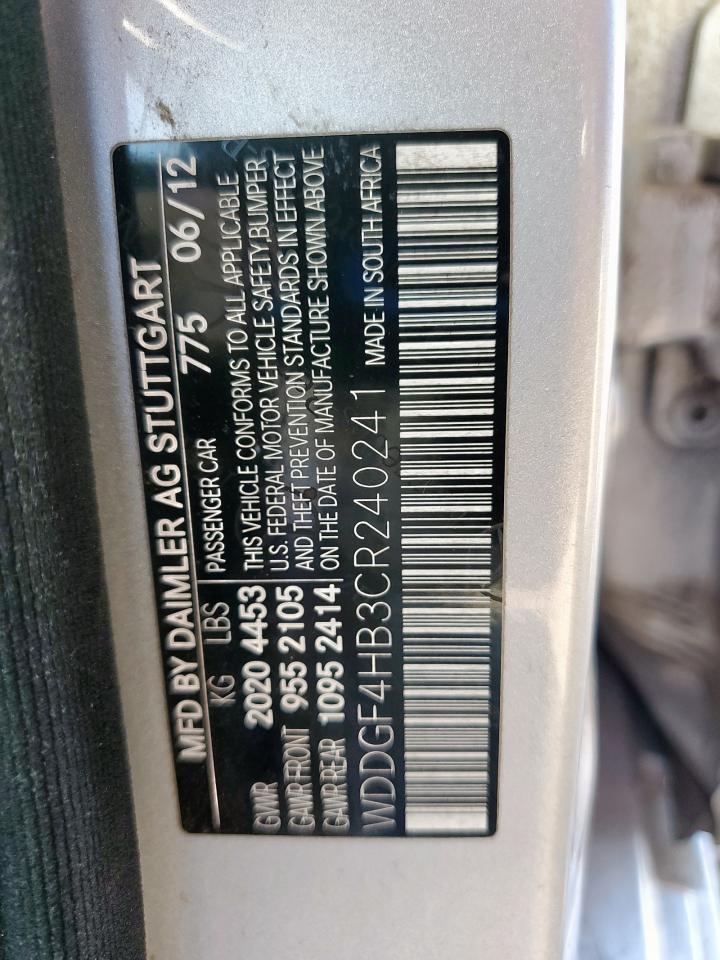 MFD BY DAIMLER AG STUTTGART
KG LBS PASSENGER CAR 775 06/12
GVWR 2020 4453 THIS VEHICLE CONFORMS TO ALL APPLICABLE
GAWR FRONT 955 2105 U.S. FEDERAL MOTOR VEHICLE SAFETY,BUMPER,
GAWR REAR 1095 2414 AND THEFT PREVENTION STANDARDS IN EFFECT
ON THE DATE OF MANUFACTURE SHOWN ABOVE
WDDGF4HB3CR240241 MADE IN SOUTH AFRICA